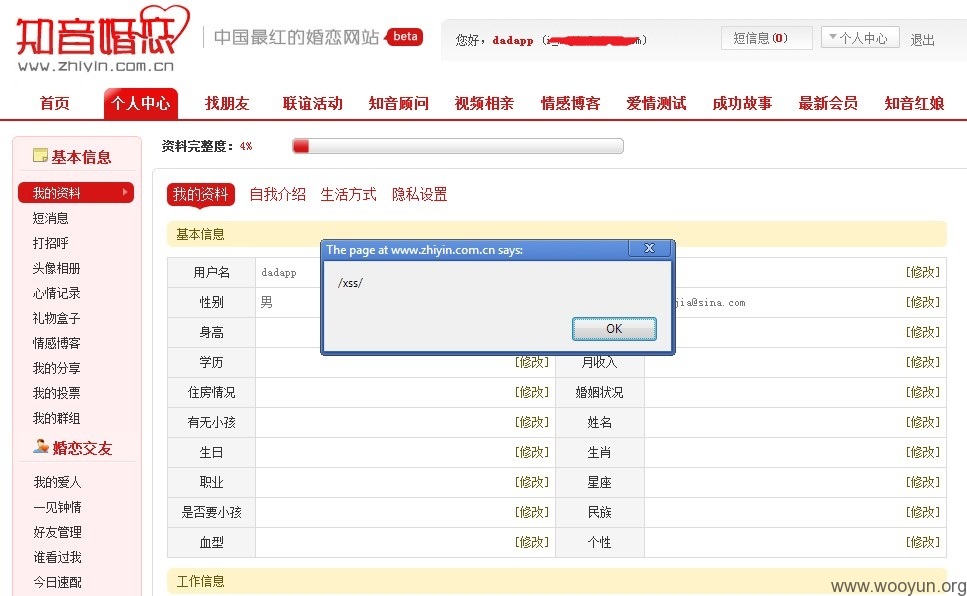 知音婚恋
www.zhiyin.com.cn
中国最红的婚恋网站 beta
您好，dadapp (i m)
短信息(0) 个人中心 退出
首页 个人中心 找朋友 联谊活动 知音顾问 视频相亲 情感博客 爱情测试 成功故事 最新会员 知音红娘
基本信息
我的资料
短消息
打招呼
头像相册
心情记录
礼物盒子
情感博客
我的分享
我的投票
我的群组
婚恋交友
我的爱人
一见钟情
好友管理
谁看过我
今日速配
资料完整度：4%
我的资料 自我介绍 生活方式 隐私设置
基本信息
The page at www.zhiyin.com.cn says: X
/xss/
OK
用户名 dadapp [修改]
性别 男 jia@sina.com [修改]
身高 [修改]
学历 [修改] 月收入 [修改]
住房情况 [修改] 婚姻状况 [修改]
有无小孩 [修改] 姓名 [修改]
生日 [修改] 生肖 [修改]
职业 [修改] 星座 [修改]
是否要小孩 [修改] 民族 [修改]
血型 [修改] 个性 [修改]
工作信息
www.wooyun.org